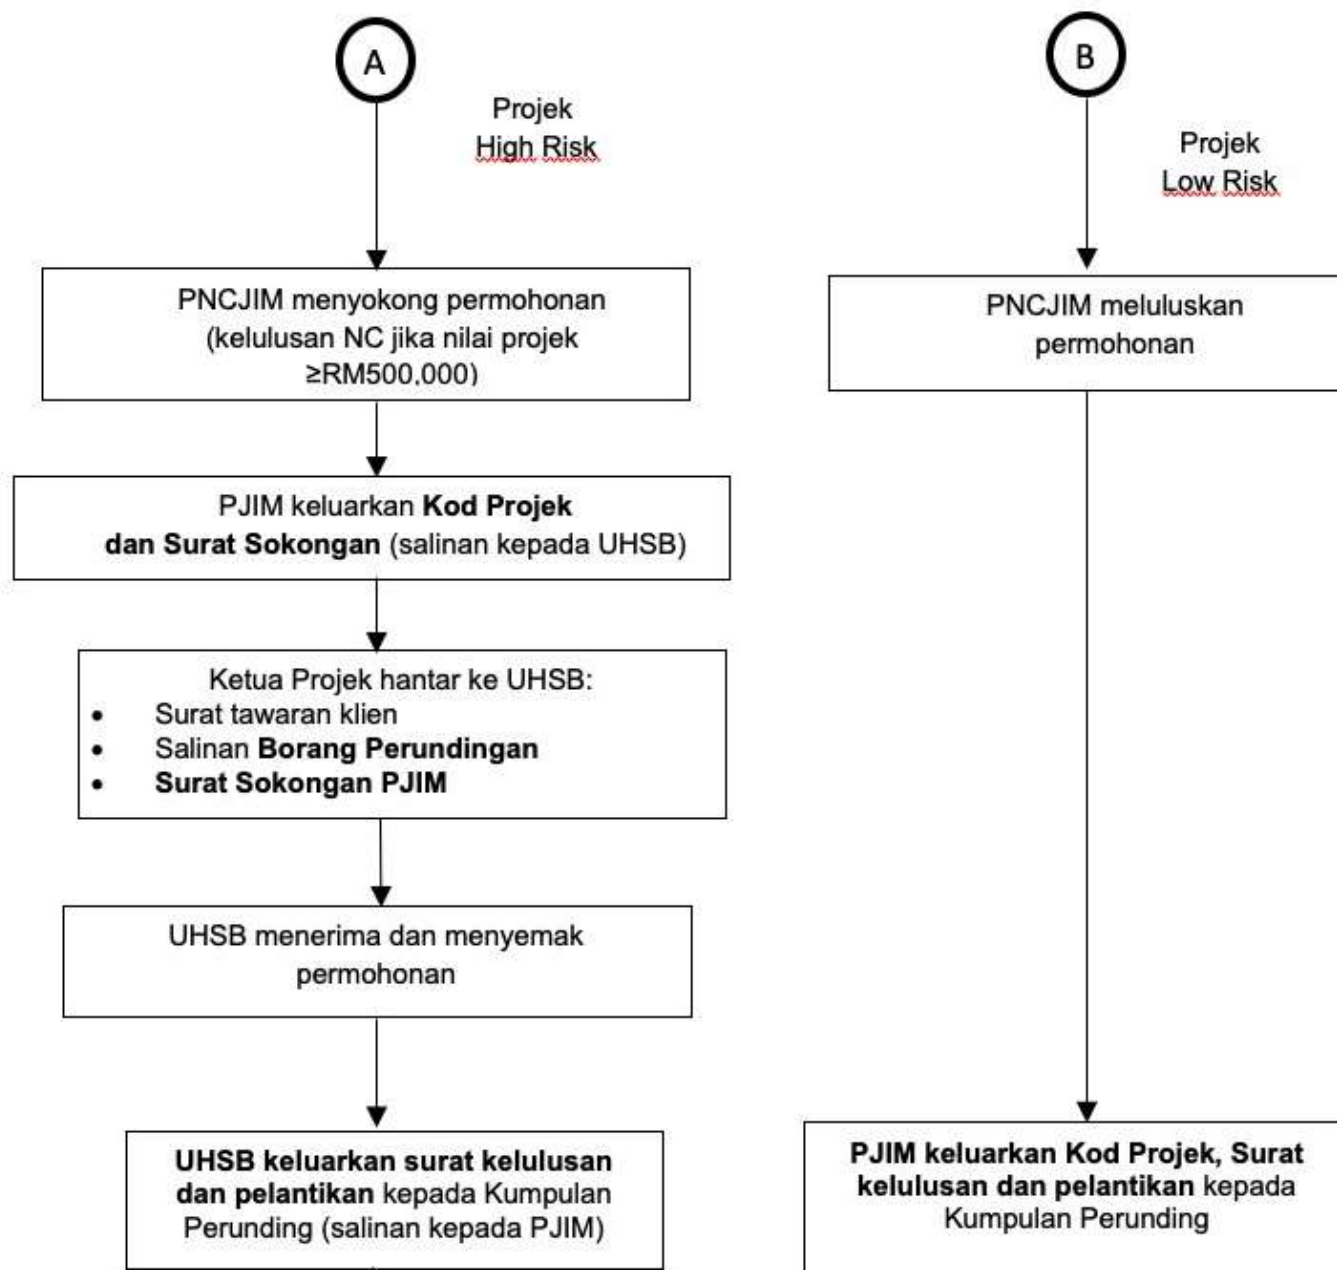 A
Projek
High Risk
PNCJIM menyokong permohonan
(kelulusan NC jika nilai projek
≥RM500,000)
PJIM keluarkan Kod Projek
dan Surat Sokongan (salinan kepada UHSB)
Ketua Projek hantar ke UHSB:
• Surat tawaran klien
• Salinan Borang Perundingan
• Surat Sokongan PJIM
UHSB menerima dan menyemak
permohonan
UHSB keluarkan surat kelulusan
dan pelantikan kepada Kumpulan
Perunding (salinan kepada PJIM)
B
Projek
Low Risk
PNCJIM meluluskan
permohonan
PJIM keluarkan Kod Projek, Surat
kelulusan dan pelantikan kepada
Kumpulan Perunding